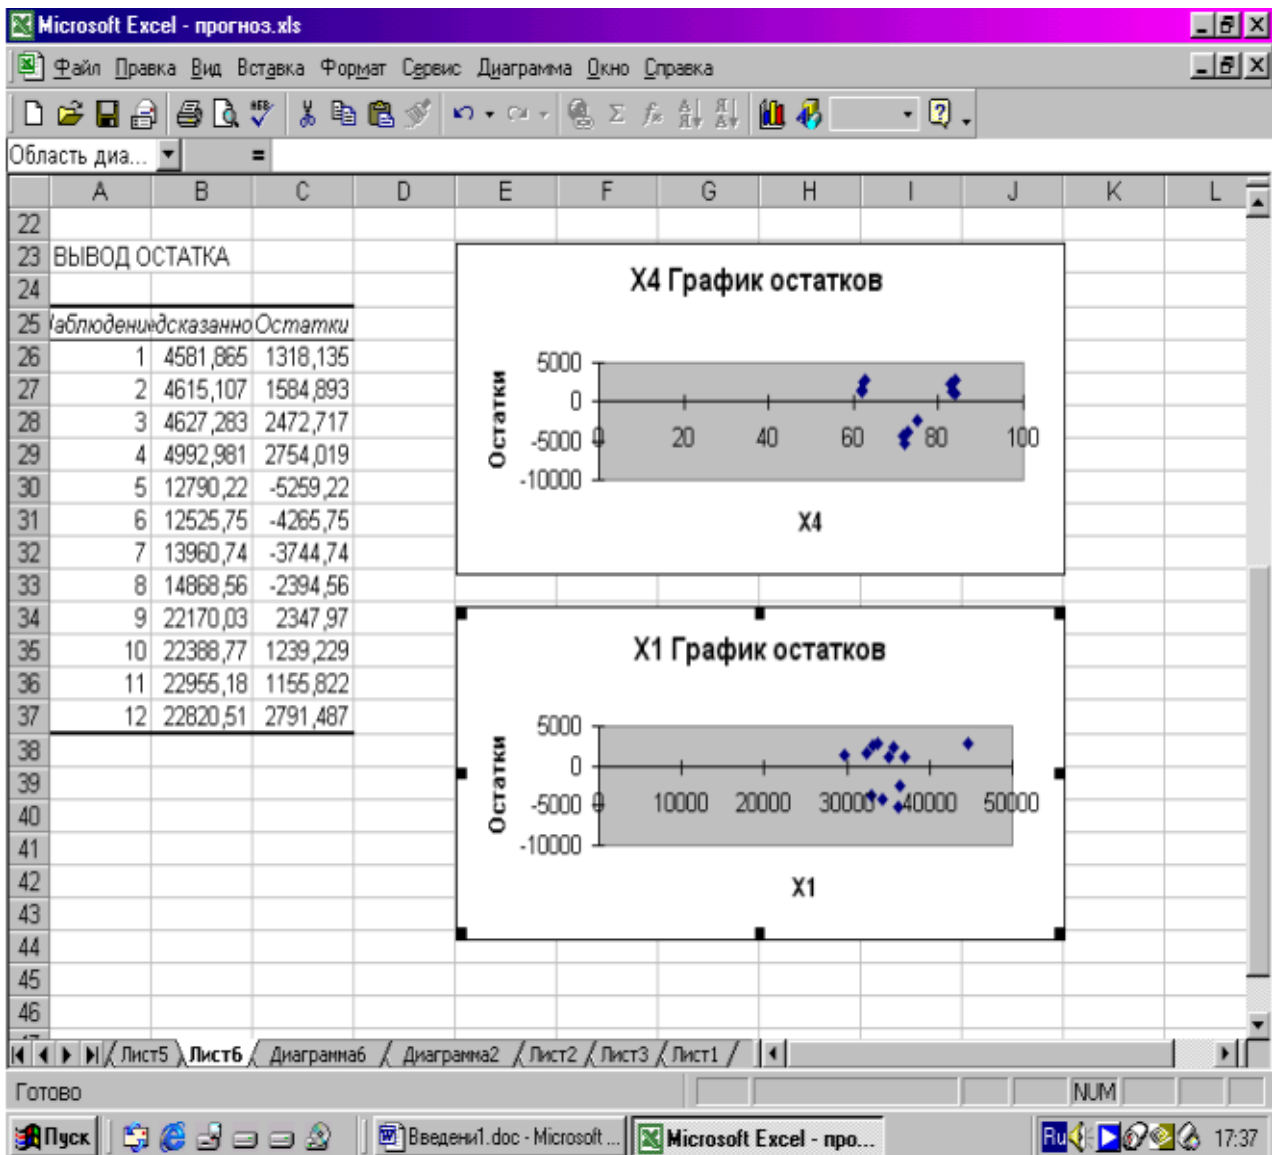 Microsoft Excel - прогноз.xls
Файл Правка Вид Вставка Формат Сервис Диаграмма Окно Справка
Область диа... =
A B C D E F G H I J K L
22
23 ВЫВОД ОСТАТКА
24
25 Остатки
26 1 4581,865 1318,135
27 2 4615,107 1584,893
28 3 4627,283 2472,717
29 4 4992,981 2754,019
30 5 12790,22 -5259,22
31 6 12525,75 -4265,75
32 7 13960,74 -3744,74
33 8 14868,56 -2394,56
34 9 22170,03 2347,97
35 10 22388,77 1239,229
36 11 22955,18 1155,822
37 12 22820,51 2791,487
38
39
40
41
42
43
44
45
46
X4 График остатков
Остатки
5000
0
-5000
-10000
0 20 40 60 80 100
X4
X1 График остатков
Остатки
5000
0
-5000
-10000
0 10000 20000 30000 40000 50000
X1
Лист5 Лист6 Диаграмма6 Диаграмма2 Лист2 Лист3 Лист1
Готово NUM
Пуск Введени1.doc - Microsoft ... Microsoft Excel - про... Ru 17:37